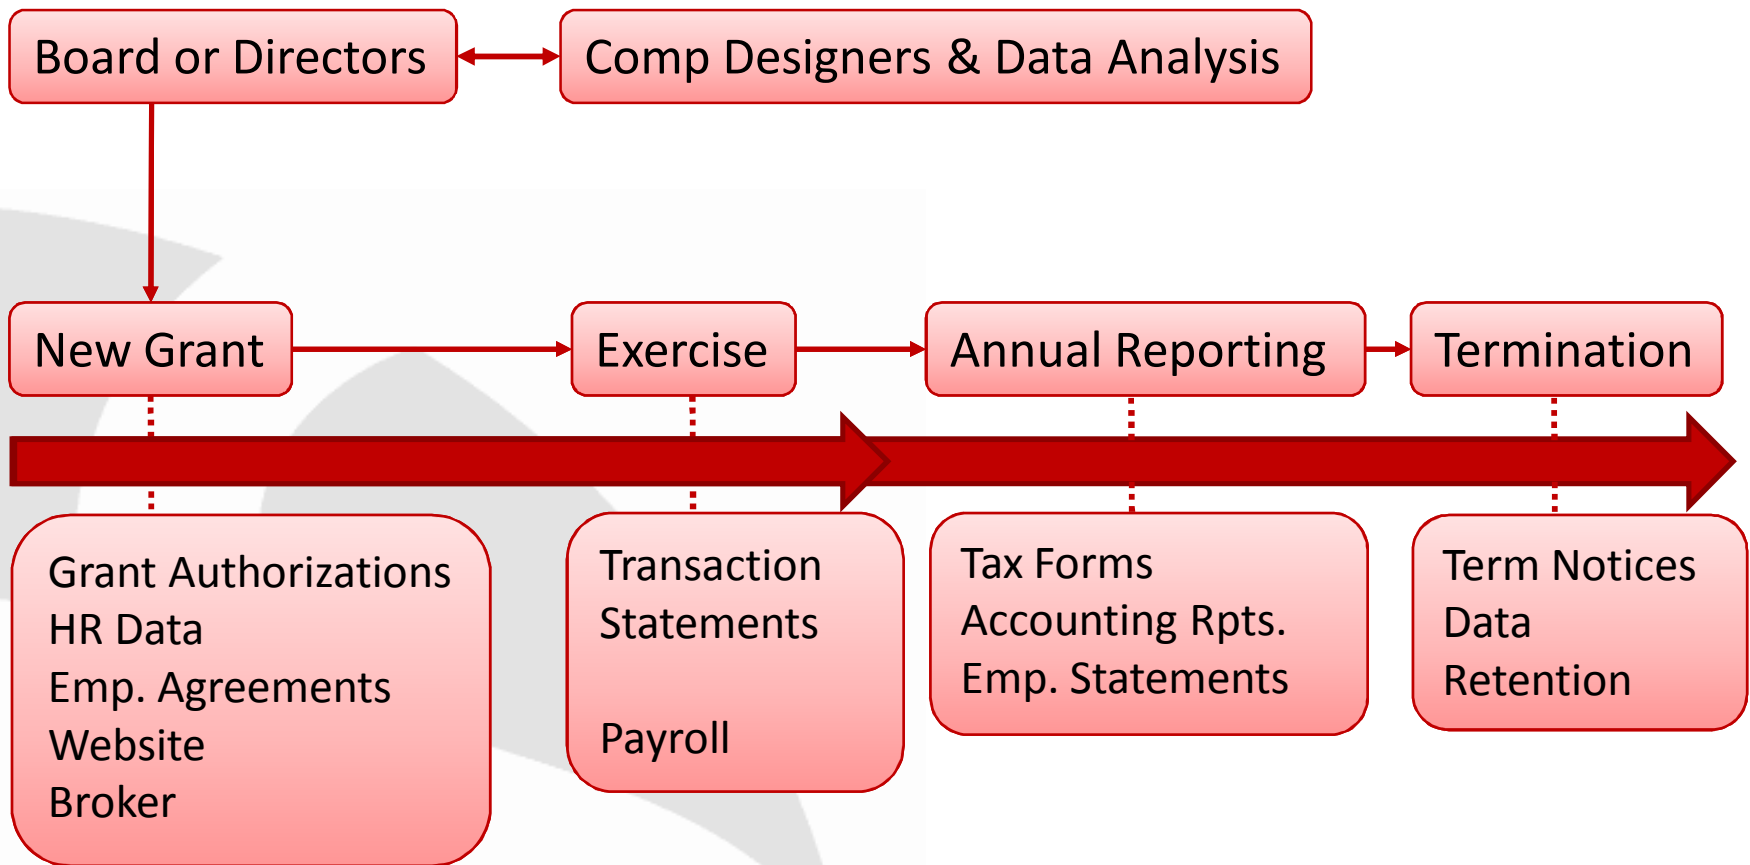 Board or Directors
Comp Designers & Data Analysis
New Grant
Exercise
Annual Reporting
Termination
Grant Authorizations
HR Data
Emp. Agreements
Website
Broker
Transaction
Statements
Payroll
Tax Forms
Accounting Rpts.
Emp. Statements
Term Notices
Data
Retention